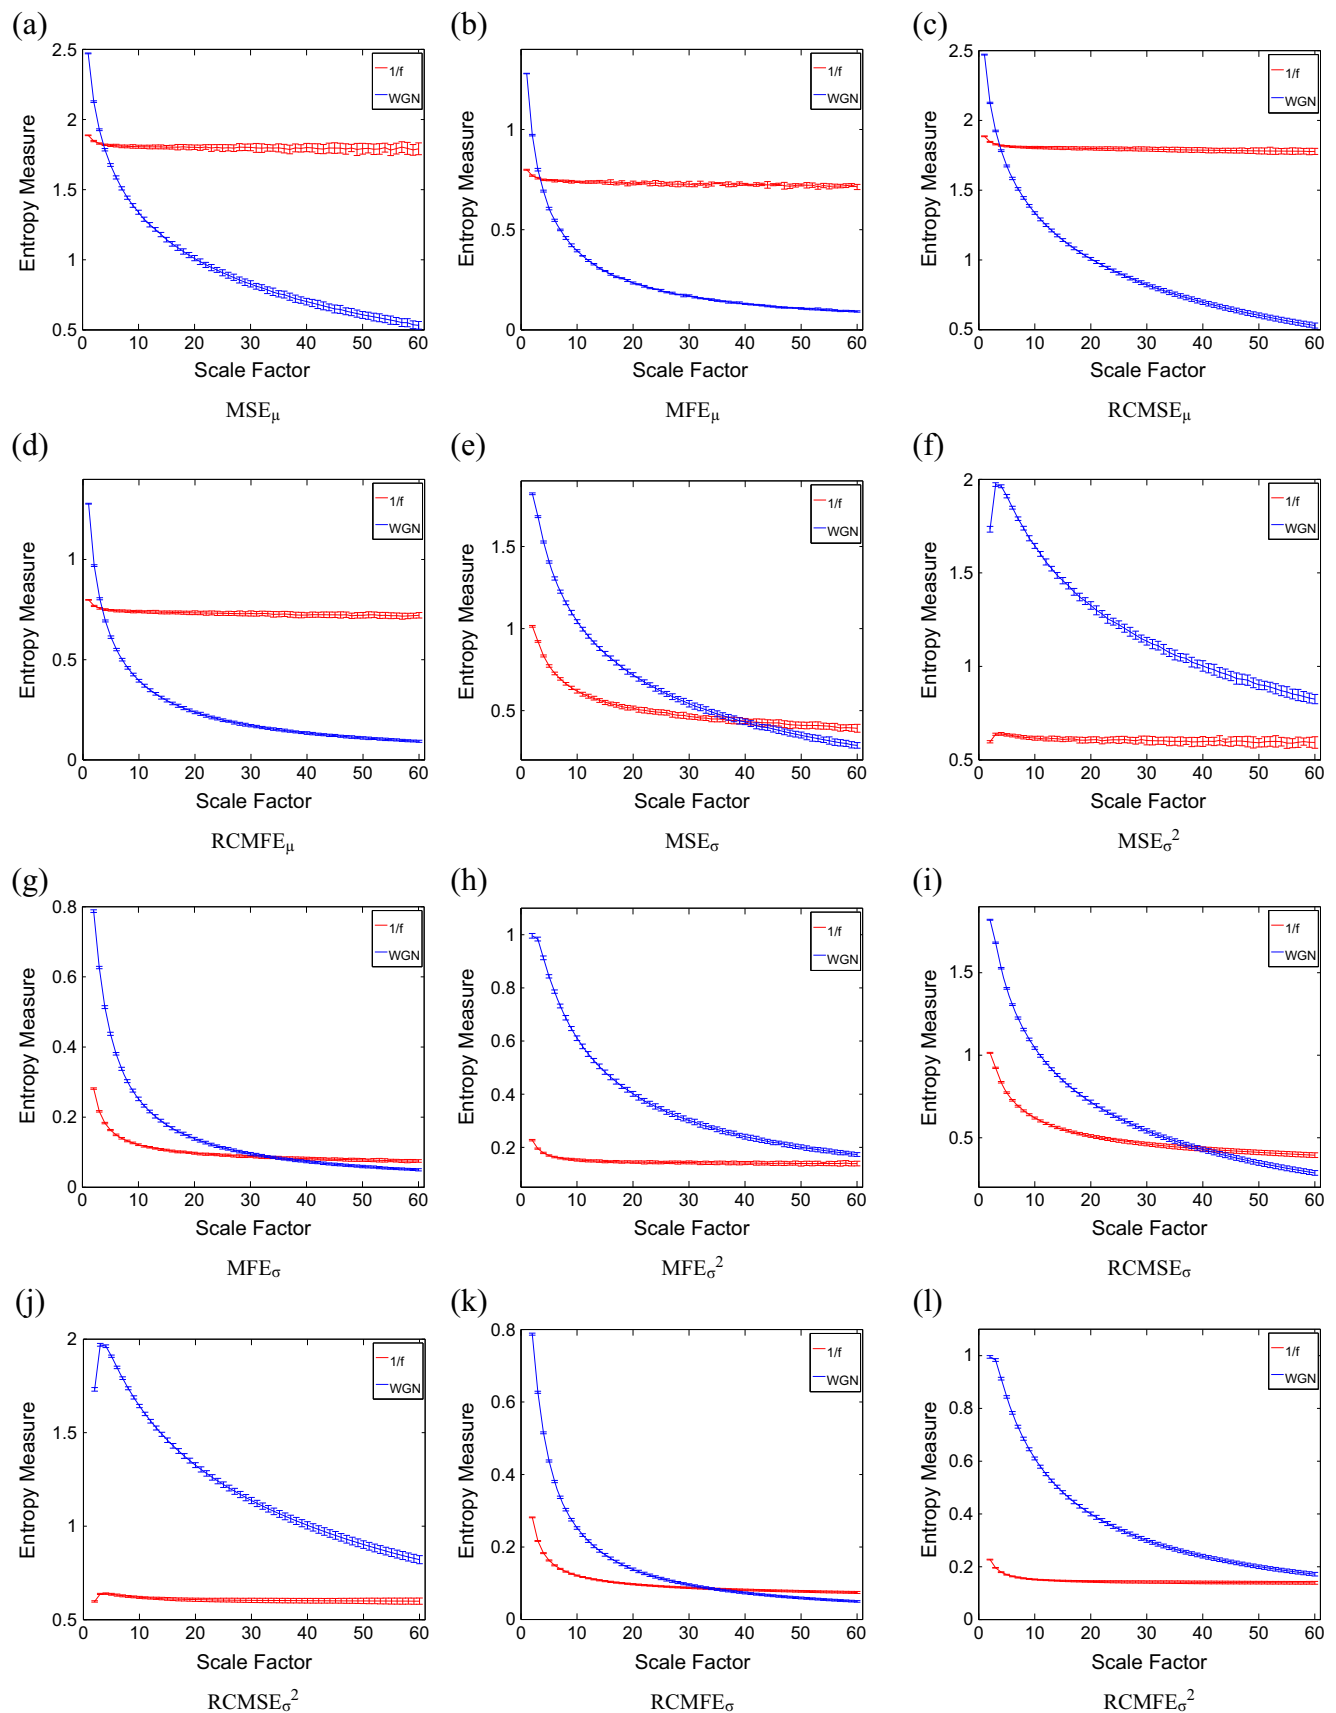 (a)
2.5
2
1.5
1
0.5
0 10 20 30 40 50 60
Entropy Measure
Scale Factor
1/f
WGN
MSEμ
(b)
1
0.5
0
0 10 20 30 40 50 60
Entropy Measure
Scale Factor
1/f
WGN
MFEμ
(c)
2.5
2
1.5
1
0.5
0 10 20 30 40 50 60
Entropy Measure
Scale Factor
1/f
WGN
RCMSEμ
(d)
1
0.5
0
0 10 20 30 40 50 60
Entropy Measure
Scale Factor
1/f
WGN
RCMFEμ
(e)
1.5
1
0.5
0 10 20 30 40 50 60
Entropy Measure
Scale Factor
1/f
WGN
MSEσ
(f)
2
1.5
1
0.5
0 10 20 30 40 50 60
Entropy Measure
Scale Factor
1/f
WGN
MSEσ²
(g)
0.8
0.6
0.4
0.2
0
0 10 20 30 40 50 60
Entropy Measure
Scale Factor
1/f
WGN
MFEσ
(h)
1
0.8
0.6
0.4
0.2
0 10 20 30 40 50 60
Entropy Measure
Scale Factor
1/f
WGN
MFEσ²
(i)
1.5
1
0.5
0 10 20 30 40 50 60
Entropy Measure
Scale Factor
1/f
WGN
RCMSEσ
(j)
2
1.5
1
0.5
0 10 20 30 40 50 60
Entropy Measure
Scale Factor
1/f
WGN
RCMSEσ²
(k)
0.8
0.6
0.4
0.2
0
0 10 20 30 40 50 60
Entropy Measure
Scale Factor
1/f
WGN
RCMFEσ
(l)
1
0.8
0.6
0.4
0.2
0
0 10 20 30 40 50 60
Entropy Measure
Scale Factor
1/f
WGN
RCMFEσ²